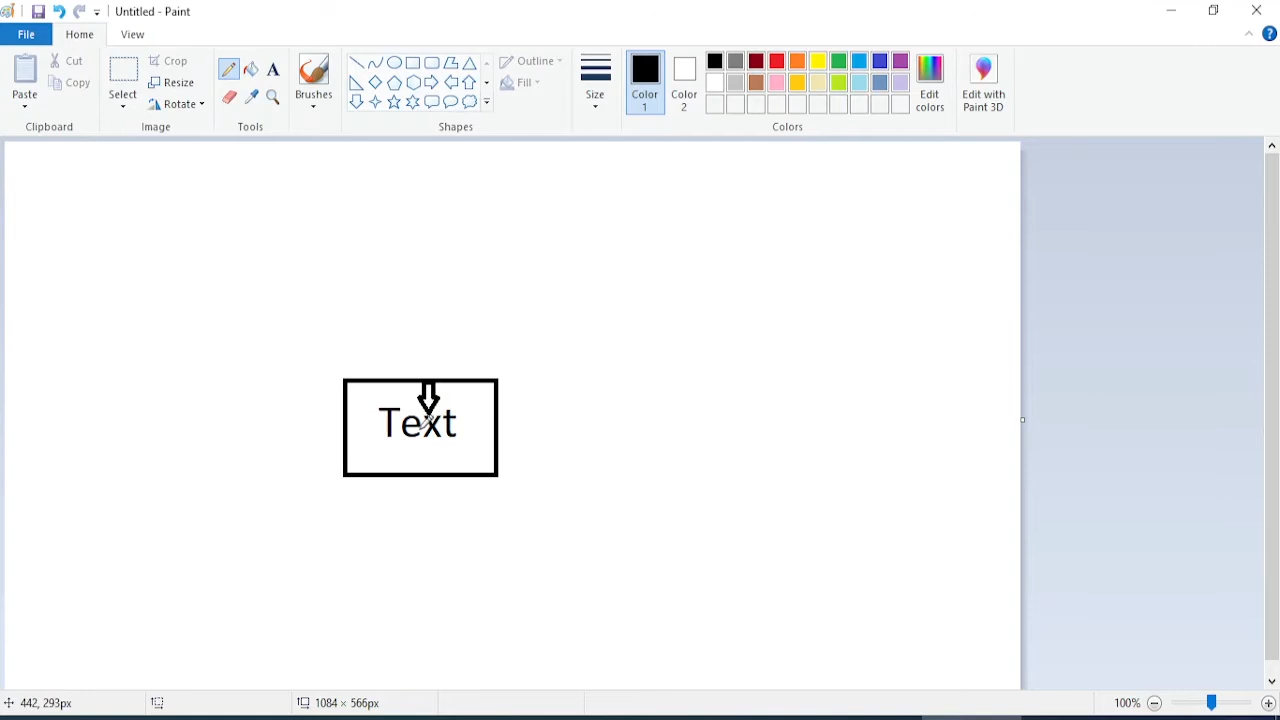 Untitled - Paint
File
Home
View
Paste
Cut
Copy
Clipboard
Select
Crop
Resize
Rotate
Image
A
Tools
Brushes
Outline
Fill
Shapes
Size
Color
1
Color
2
Edit
colors
Colors
Edit with
Paint 3D
?
Text
442, 293px
1084 × 566px
100%